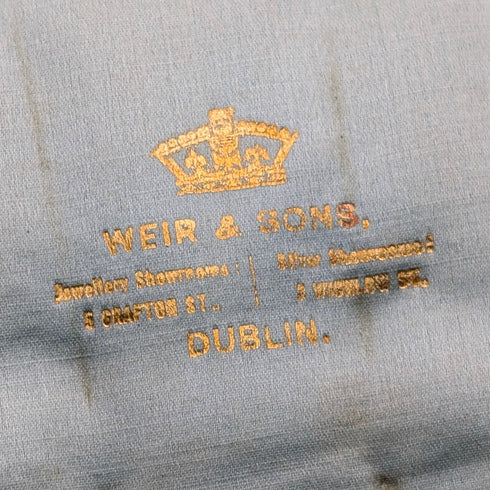 WEIR & SONS,
Jewellery Showrooms: Silver Showrooms:
5 GRAFTON ST., 3 WICKLOW ST.
DUBLIN.